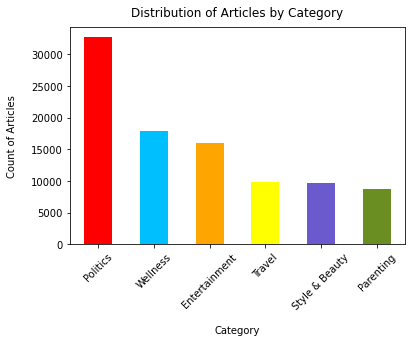 Distribution of Articles by Category
Count of Articles
30000
25000
20000
15000
10000
5000
0
Politics
Wellness
Entertainment
Travel
Style & Beauty
Parenting
Category